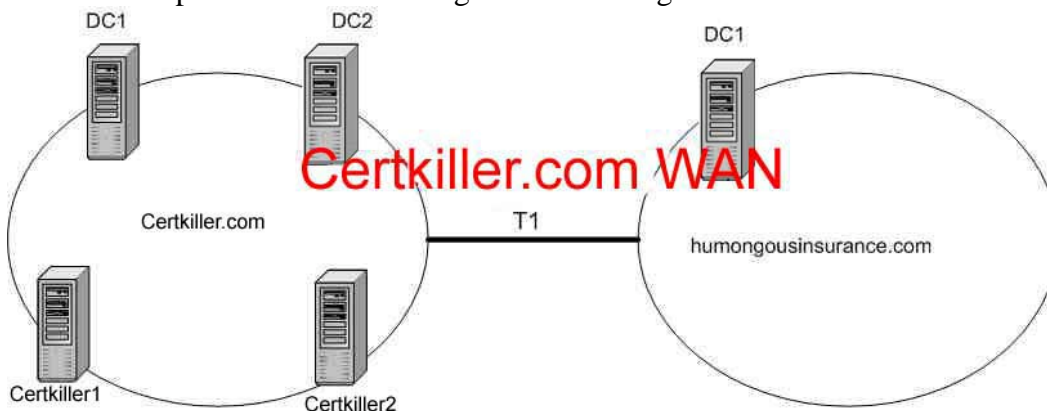 DC1
DC2
DC1
Certkiller.com WAN
Certkiller.com
T1
humongousinsurance.com
Certkiller1
Certkiller2